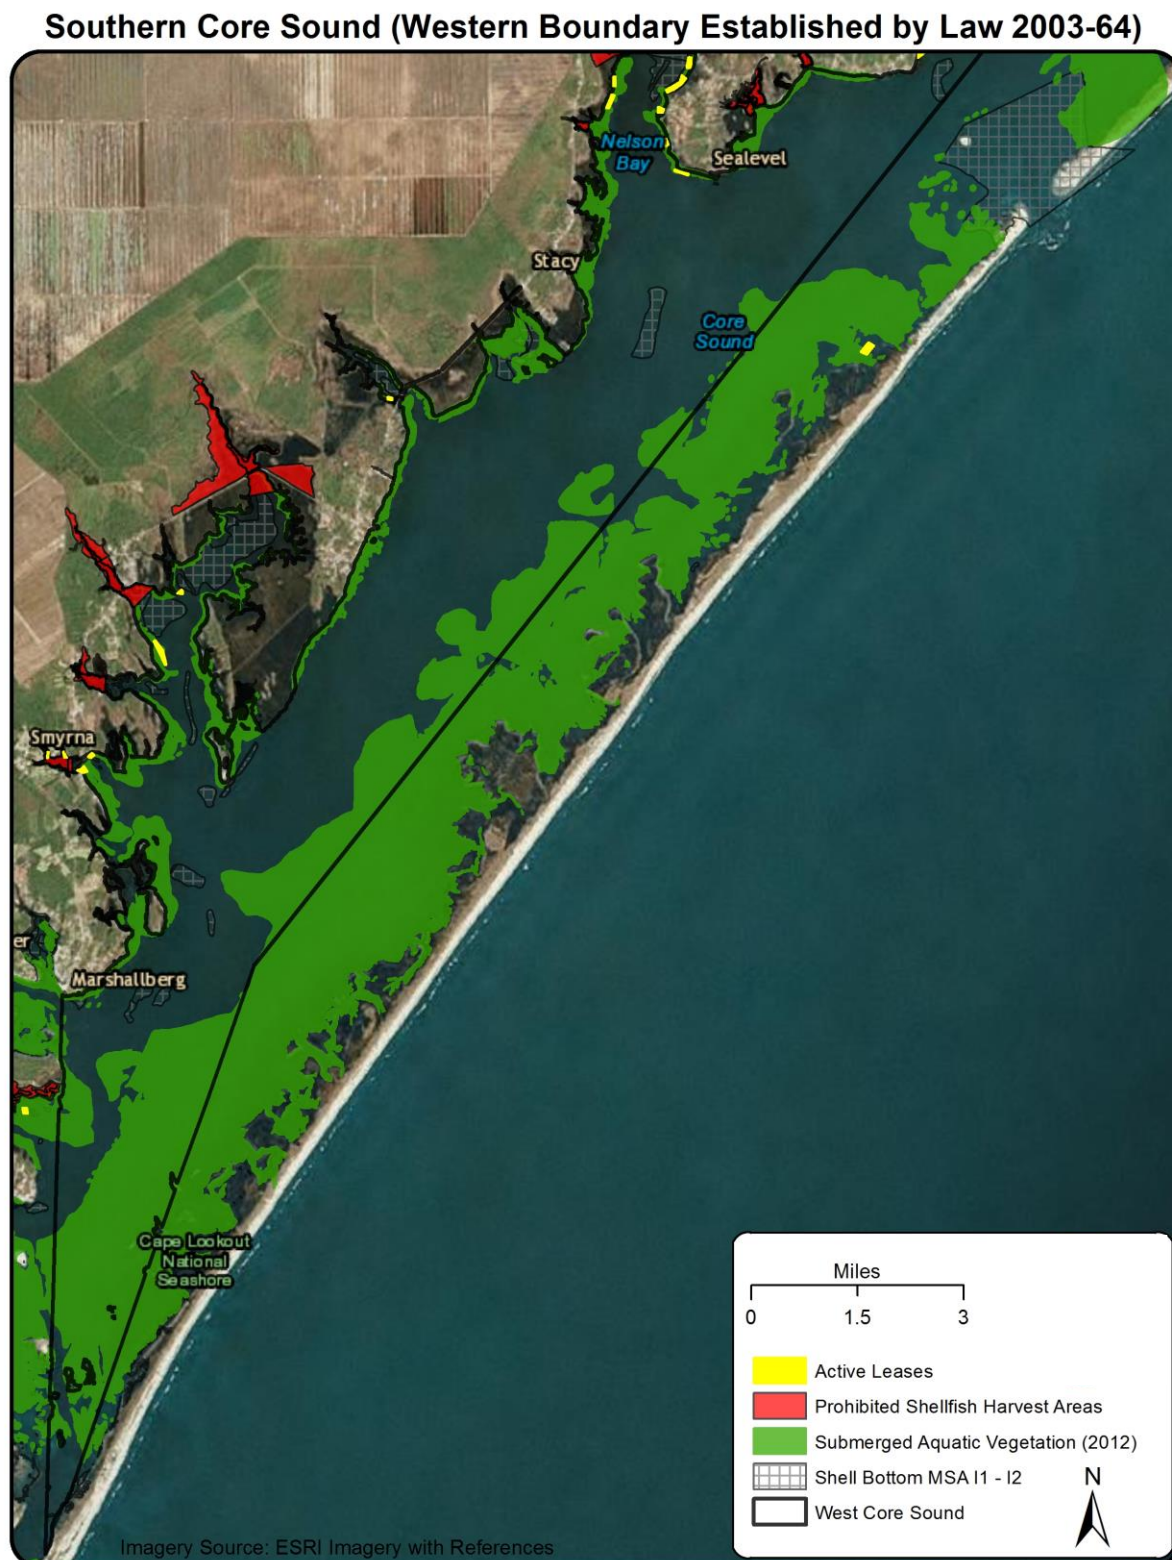 Southern Core Sound (Western Boundary Established by Law 2003-64)
Nelson
Bay
Sealevel
Stacy
Core
Sound
Smyrna
er
Marshallberg
Cape Lookout
National
Seashore
Miles
0 1.5 3
Active Leases
Prohibited Shellfish Harvest Areas
Submerged Aquatic Vegetation (2012)
Shell Bottom MSA I1 - I2
N
West Core Sound
Imagery Source: ESRI Imagery with References